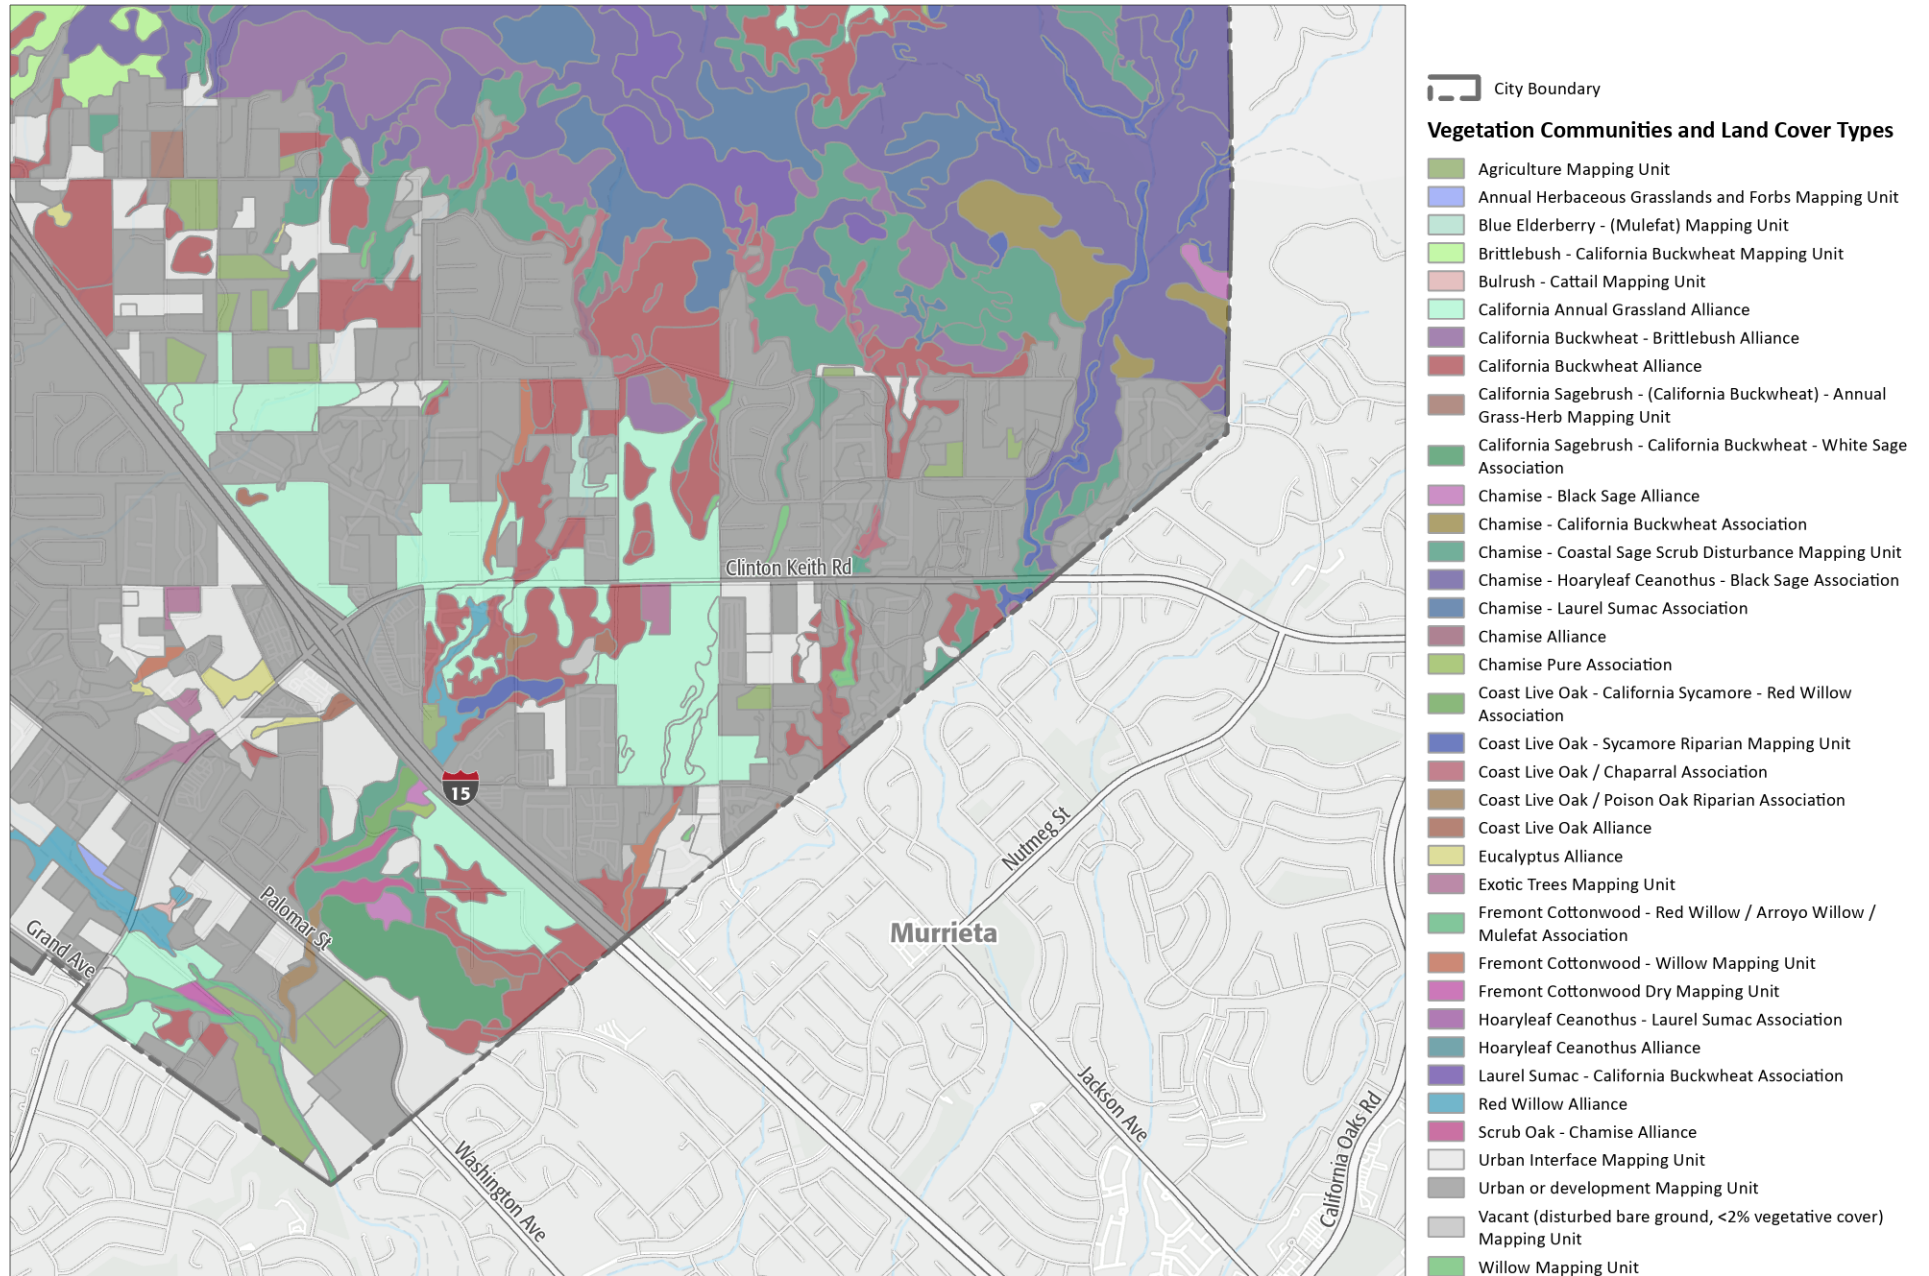 Clinton Keith Rd
15
Nutmeg St
Palomar St
Grand Ave
Murrieta
Jackson Ave
Washington Ave
California Oaks Rd
City Boundary
Vegetation Communities and Land Cover Types
Agriculture Mapping Unit
Annual Herbaceous Grasslands and Forbs Mapping Unit
Blue Elderberry - (Mulefat) Mapping Unit
Brittlebush - California Buckwheat Mapping Unit
Bulrush - Cattail Mapping Unit
California Annual Grassland Alliance
California Buckwheat - Brittlebush Alliance
California Buckwheat Alliance
California Sagebrush - (California Buckwheat) - Annual
Grass-Herb Mapping Unit
California Sagebrush - California Buckwheat - White Sage
Association
Chamise - Black Sage Alliance
Chamise - California Buckwheat Association
Chamise - Coastal Sage Scrub Disturbance Mapping Unit
Chamise - Hoaryleaf Ceanothus - Black Sage Association
Chamise - Laurel Sumac Association
Chamise Alliance
Chamise Pure Association
Coast Live Oak - California Sycamore - Red Willow
Association
Coast Live Oak - Sycamore Riparian Mapping Unit
Coast Live Oak / Chaparral Association
Coast Live Oak / Poison Oak Riparian Association
Coast Live Oak Alliance
Eucalyptus Alliance
Exotic Trees Mapping Unit
Fremont Cottonwood - Red Willow / Arroyo Willow /
Mulefat Association
Fremont Cottonwood - Willow Mapping Unit
Fremont Cottonwood Dry Mapping Unit
Hoaryleaf Ceanothus - Laurel Sumac Association
Hoaryleaf Ceanothus Alliance
Laurel Sumac - California Buckwheat Association
Red Willow Alliance
Scrub Oak - Chamise Alliance
Urban Interface Mapping Unit
Urban or development Mapping Unit
Vacant (disturbed bare ground, <2% vegetative cover)
Mapping Unit
Willow Mapping Unit